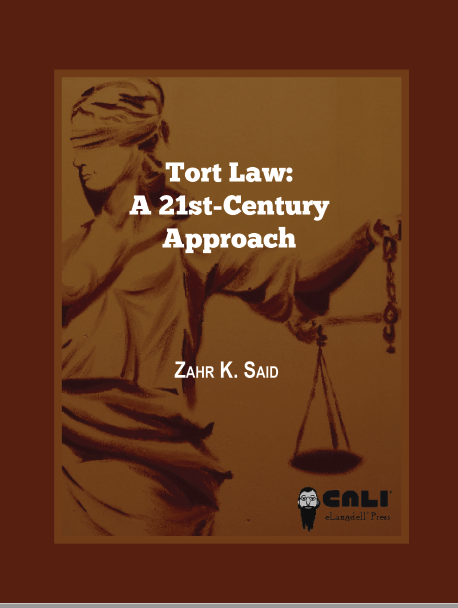 Tort Law:
A 21st-Century
Approach
Zahr K. Said
CALI
eLangdell® Press